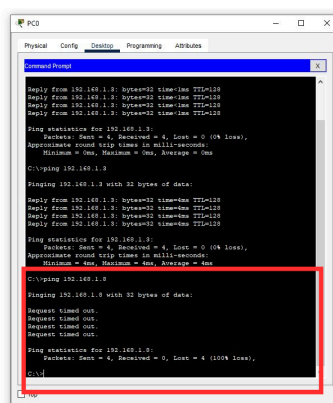 PC0
Physical Config Desktop Programming Attributes
Command Prompt X
Reply from 192.168.1.3: bytes=32 time<1ms TTL=128
Reply from 192.168.1.3: bytes=32 time<1ms TTL=128
Reply from 192.168.1.3: bytes=32 time<1ms TTL=128
Reply from 192.168.1.3: bytes=32 time<1ms TTL=128
Ping statistics for 192.168.1.3:
Packets: Sent = 4, Received = 4, Lost = 0 (0% loss),
Approximate round trip times in milli-seconds:
Minimum = 0ms, Maximum = 0ms, Average = 0ms
C:\>ping 192.168.1.3
Pinging 192.168.1.3 with 32 bytes of data:
Reply from 192.168.1.3: bytes=32 time=4ms TTL=128
Reply from 192.168.1.3: bytes=32 time=4ms TTL=128
Reply from 192.168.1.3: bytes=32 time=4ms TTL=128
Reply from 192.168.1.3: bytes=32 time=4ms TTL=128
Ping statistics for 192.168.1.3:
Packets: Sent = 4, Received = 4, Lost = 0 (0% loss),
Approximate round trip times in milli-seconds:
Minimum = 4ms, Maximum = 4ms, Average = 4ms
C:\>ping 192.168.1.8
Pinging 192.168.1.8 with 32 bytes of data:
Request timed out.
Request timed out.
Request timed out.
Request timed out.
Ping statistics for 192.168.1.8:
Packets: Sent = 4, Received = 0, Lost = 4 (100% loss),
C:\>
Top